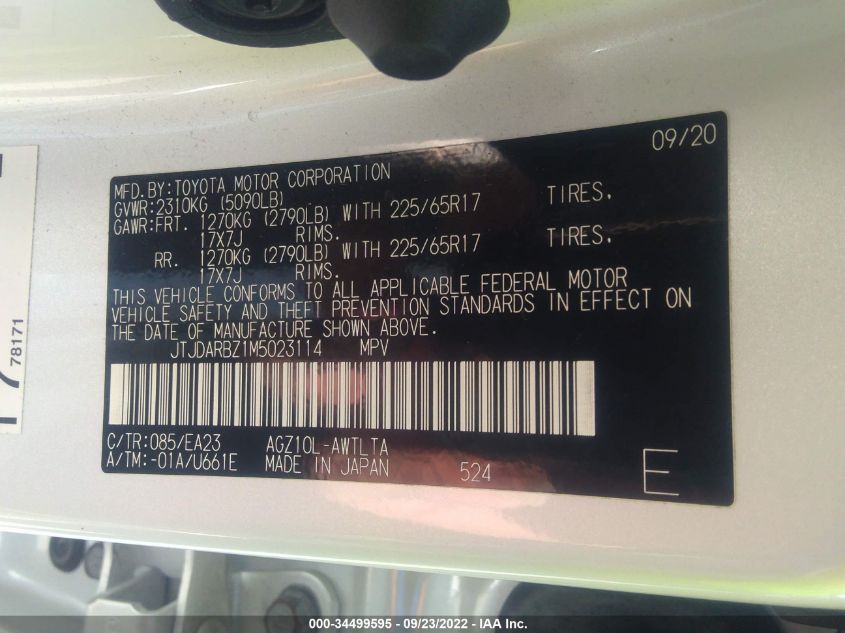 09/20
MFD.BY:TOYOTA MOTOR CORPORATION
GVWR:2310KG (5090LB)
GAWR:FRT. 1270KG (2790LB) WITH 225/65R17 TIRES,
17X7J RIMS.
RR. 1270KG (2790LB) WITH 225/65R17 TIRES,
17X7J RIMS.
THIS VEHICLE CONFORMS TO ALL APPLICABLE FEDERAL MOTOR
VEHICLE SAFETY AND THEFT PREVENTION STANDARDS IN EFFECT ON
THE DATE OF MANUFACTURE SHOWN ABOVE.
JTJDARBZ1M5023114 MPV
C/TR:085/EA23 AGZ10L-AWTLTA
A/TM:-01A/U661E MADE IN JAPAN 524
E
78171
000-34499595 - 09/23/2022 - IAA Inc.